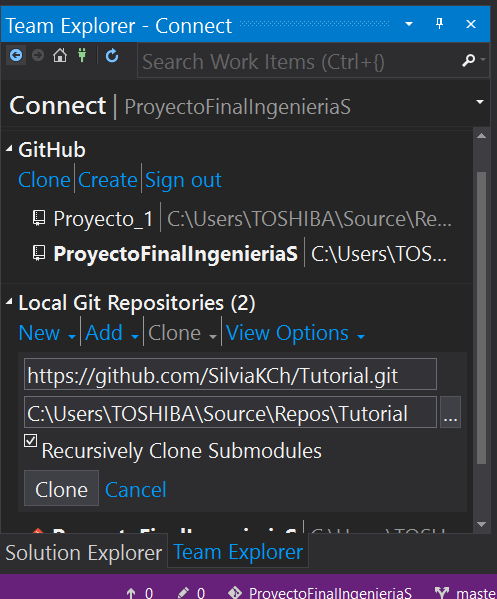 Team Explorer - Connect
Search Work Items (Ctrl+{)
Connect | ProyectoFinalIngenieriaS
GitHub
Clone Create Sign out
Proyecto_1 C:\Users\TOSHIBA\Source\Re...
ProyectoFinalIngenieriaS C:\Users\TOS...
Local Git Repositories (2)
New Add Clone View Options
https://github.com/SilviaKCh/Tutorial.git
C:\Users\TOSHIBA\Source\Repos\Tutorial ...
Recursively Clone Submodules
Clone Cancel
Solution Explorer Team Explorer
0 0 ProyectoFinalIngenieriaS master